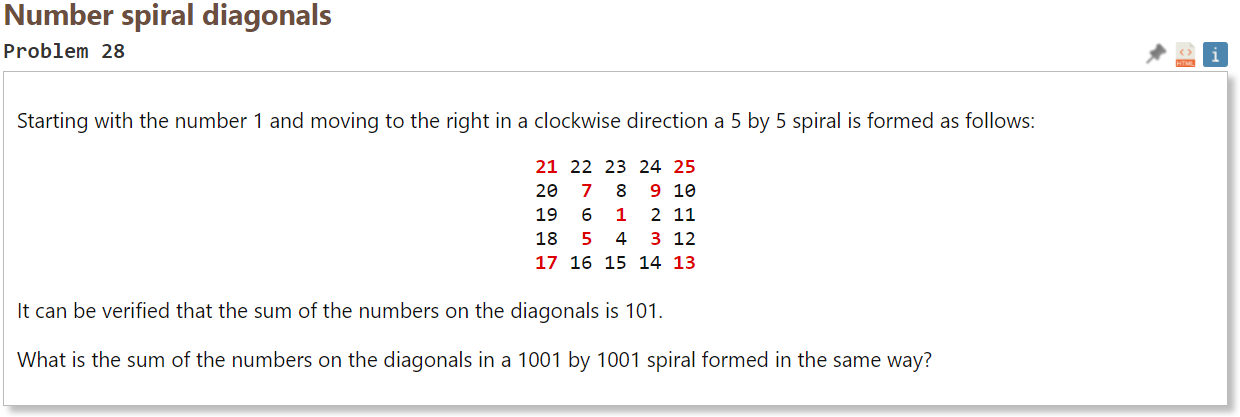 Number spiral diagonals
Problem 28
HTML
i
Starting with the number 1 and moving to the right in a clockwise direction a 5 by 5 spiral is formed as follows:
21 22 23 24 25
20 7 8 9 10
19 6 1 2 11
18 5 4 3 12
17 16 15 14 13
It can be verified that the sum of the numbers on the diagonals is 101.
What is the sum of the numbers on the diagonals in a 1001 by 1001 spiral formed in the same way?